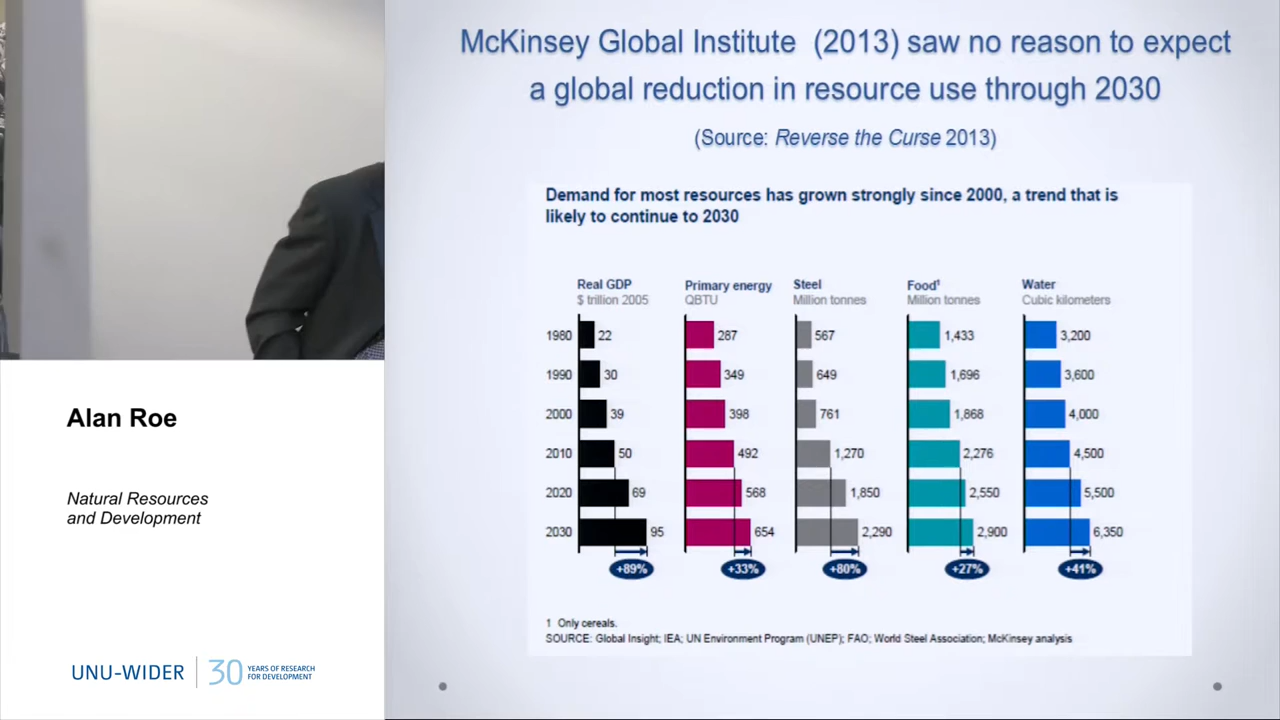 McKinsey Global Institute (2013) saw no reason to expect
a global reduction in resource use through 2030
(Source: Reverse the Curse 2013)
Demand for most resources has grown strongly since 2000, a trend that is
likely to continue to 2030
Real GDP Primary energy Steel Food¹ Water
$ trillion 2005 QBTU Million tonnes Million tonnes Cubic kilometers
1980 22 287 567 1,433 3,200
1990 30 349 649 1,696 3,600
2000 39 398 761 1,868 4,000
2010 50 492 1,270 2,276 4,500
2020 69 568 1,850 2,550 5,500
2030 95 654 2,290 2,900 6,350
+89% +33% +80% +27% +41%
1 Only cereals.
SOURCE: Global Insight; IEA; UN Environment Program (UNEP); FAO; World Steel Association; McKinsey analysis
Alan Roe
Natural Resources
and Development
UNU-WIDER
30 YEARS OF RESEARCH
FOR DEVELOPMENT